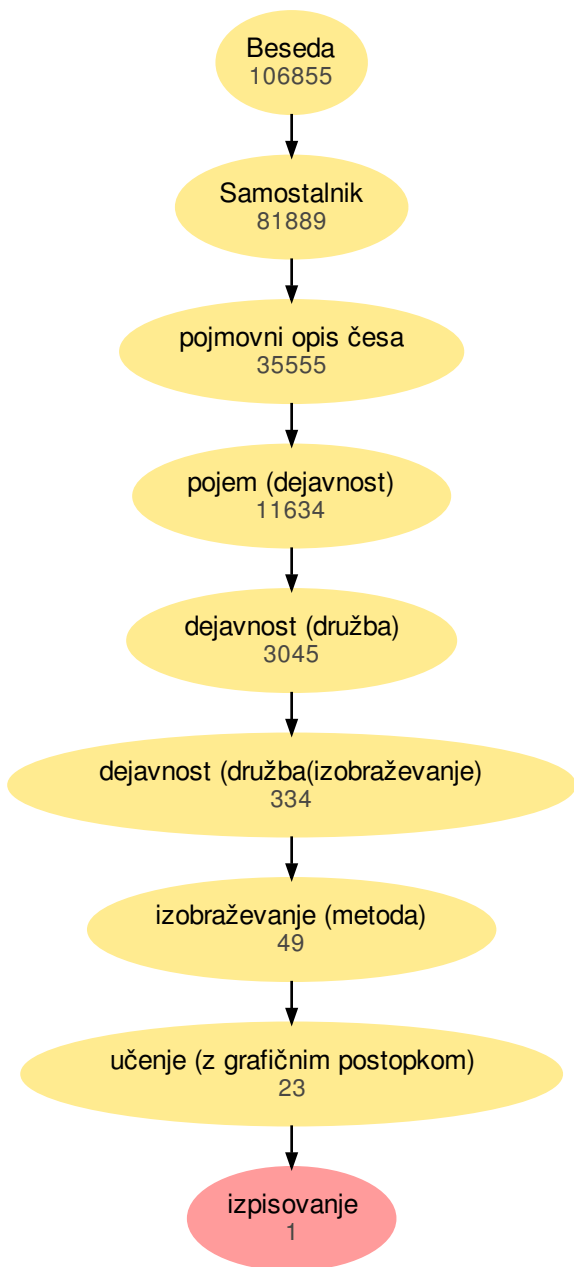 Beseda
106855
Samostalnik
81889
pojmovni opis česa
35555
pojem (dejavnost)
11634
dejavnost (družba)
3045
dejavnost (družba(izobraževanje)
334
izobraževanje (metoda)
49
učenje (z grafičnim postopkom)
23
izpisovanje
1